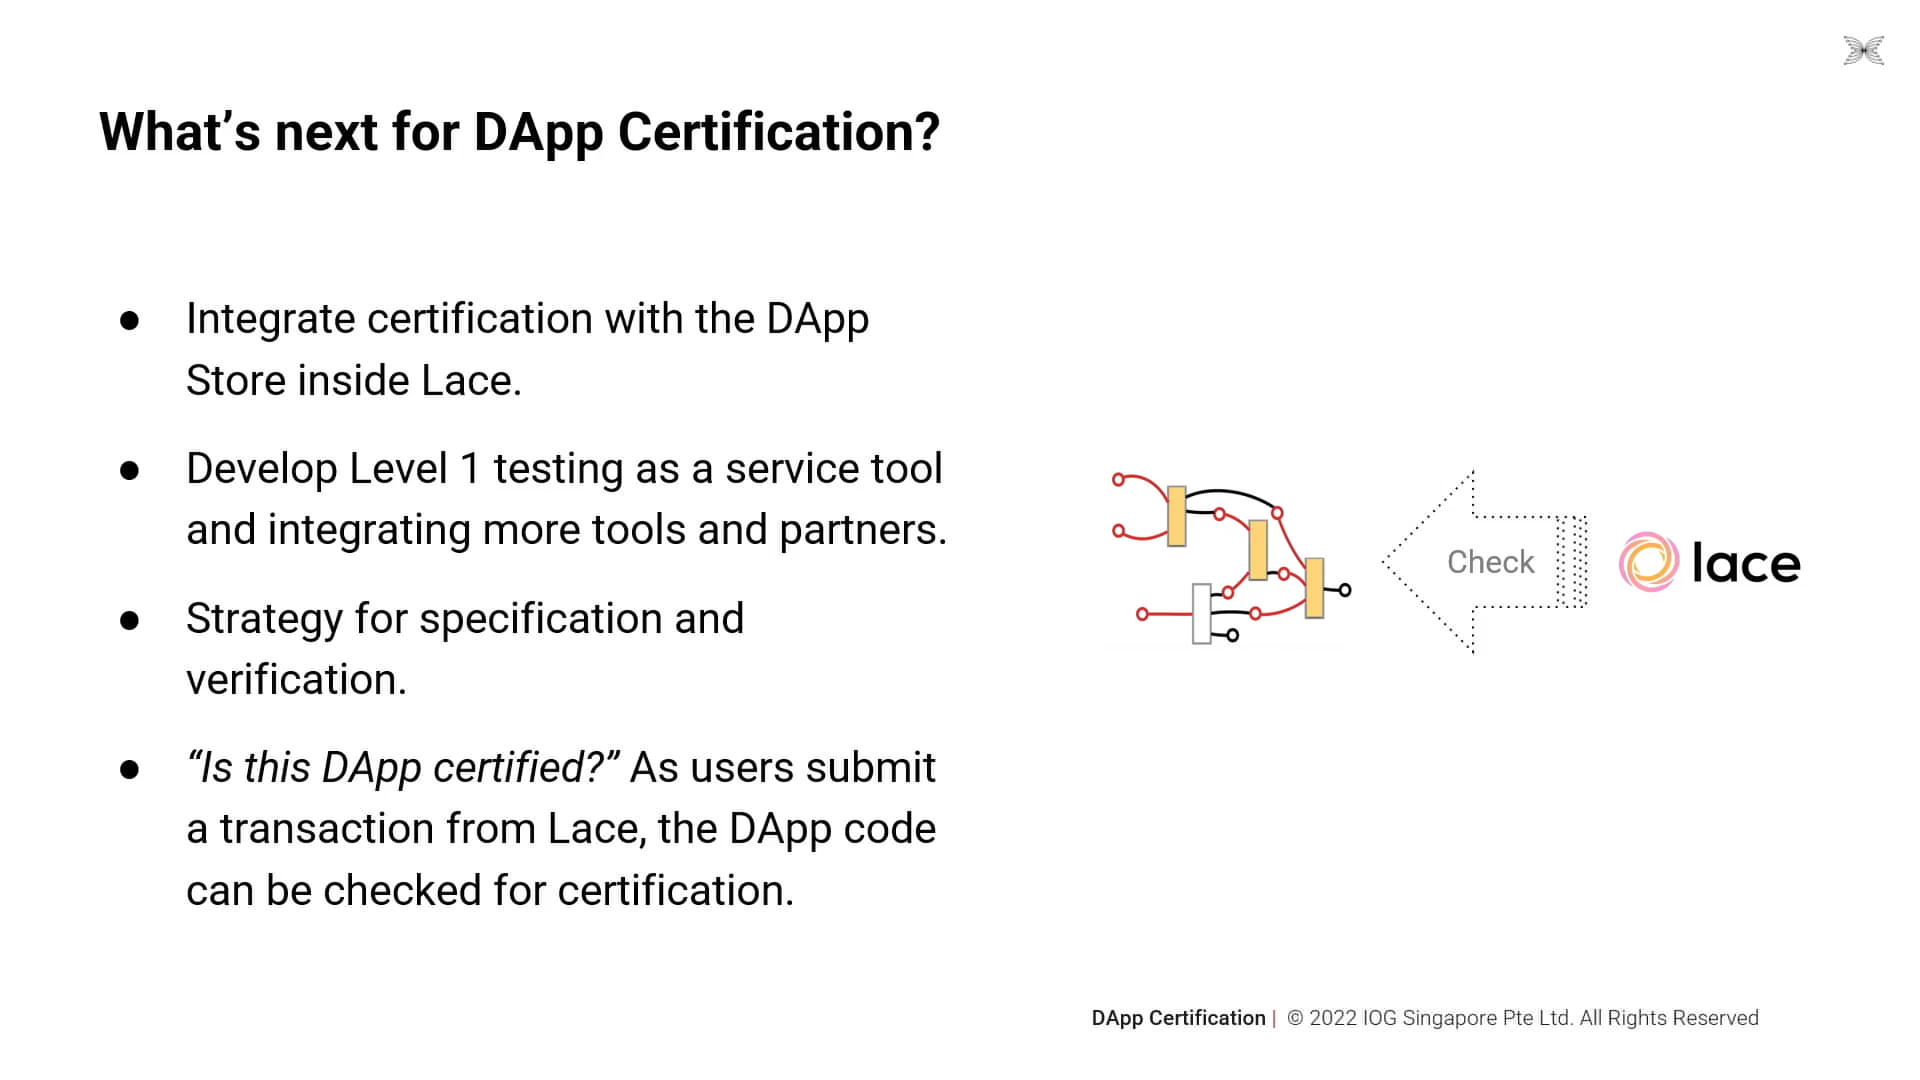 What’s next for DApp Certification?
● Integrate certification with the DApp
Store inside Lace.
● Develop Level 1 testing as a service tool
and integrating more tools and partners.
● Strategy for specification and
verification.
● “Is this DApp certified?” As users submit
a transaction from Lace, the DApp code
can be checked for certification.
Check
lace
DApp Certification | © 2022 IOG Singapore Pte Ltd. All Rights Reserved